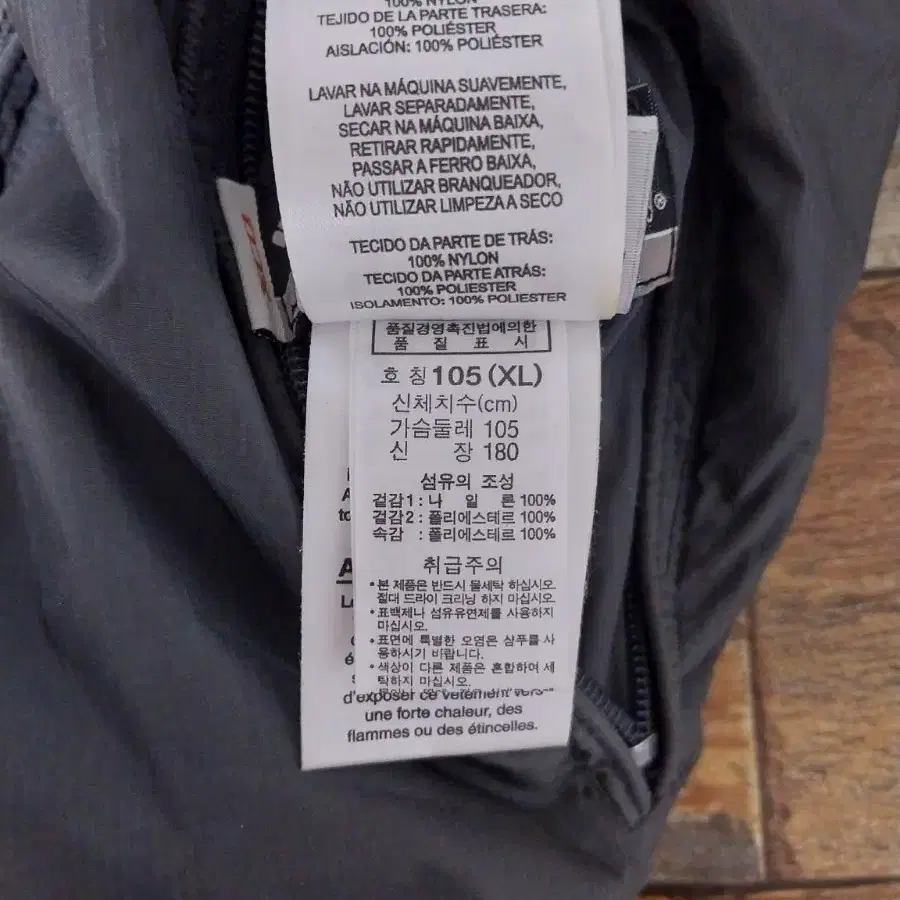 100% NYLON
TEJIDO DE LA PARTE TRASERA:
100% POLIÉSTER
AISLACIÓN: 100% POLIÉSTER
LAVAR NA MÁQUINA SUAVEMENTE,
LAVAR SEPARADAMENTE,
SECAR NA MÁQUINA BAIXA,
RETIRAR RAPIDAMENTE,
PASSAR A FERRO BAIXA,
NÃO UTILIZAR BRANQUEADOR,
NÃO UTILIZAR LIMPEZA A SECO
TECIDO DA PARTE DE TRÁS:
100% NYLON
TECIDO DA PARTE ATRÁS:
100% POLIESTER
ISOLAMENTO: 100% POLIESTER
품질경영촉진법에의한
품 질 표 시
호 칭 105 (XL)
신체치수(cm)
가슴둘레 105
신 장 180
섬유의 조성
겉감1 : 나 일 론 100%
겉감2 : 폴리에스테르 100%
속감 : 폴리에스테르 100%
취급주의
• 본 제품은 반드시 물세탁 하십시오.
절대 드라이 크리닝 하지 마십시오.
• 표백제나 섬유유연제를 사용하지
마십시오.
• 표면에 특별한 오염은 샴푸를 사
용하시기 바랍니다.
• 색상이 다른 제품은 혼합하여 세
탁하지 마십시오.
d'exposer ce vêtement vers
une forte chaleur, des
flammes ou des étincelles.